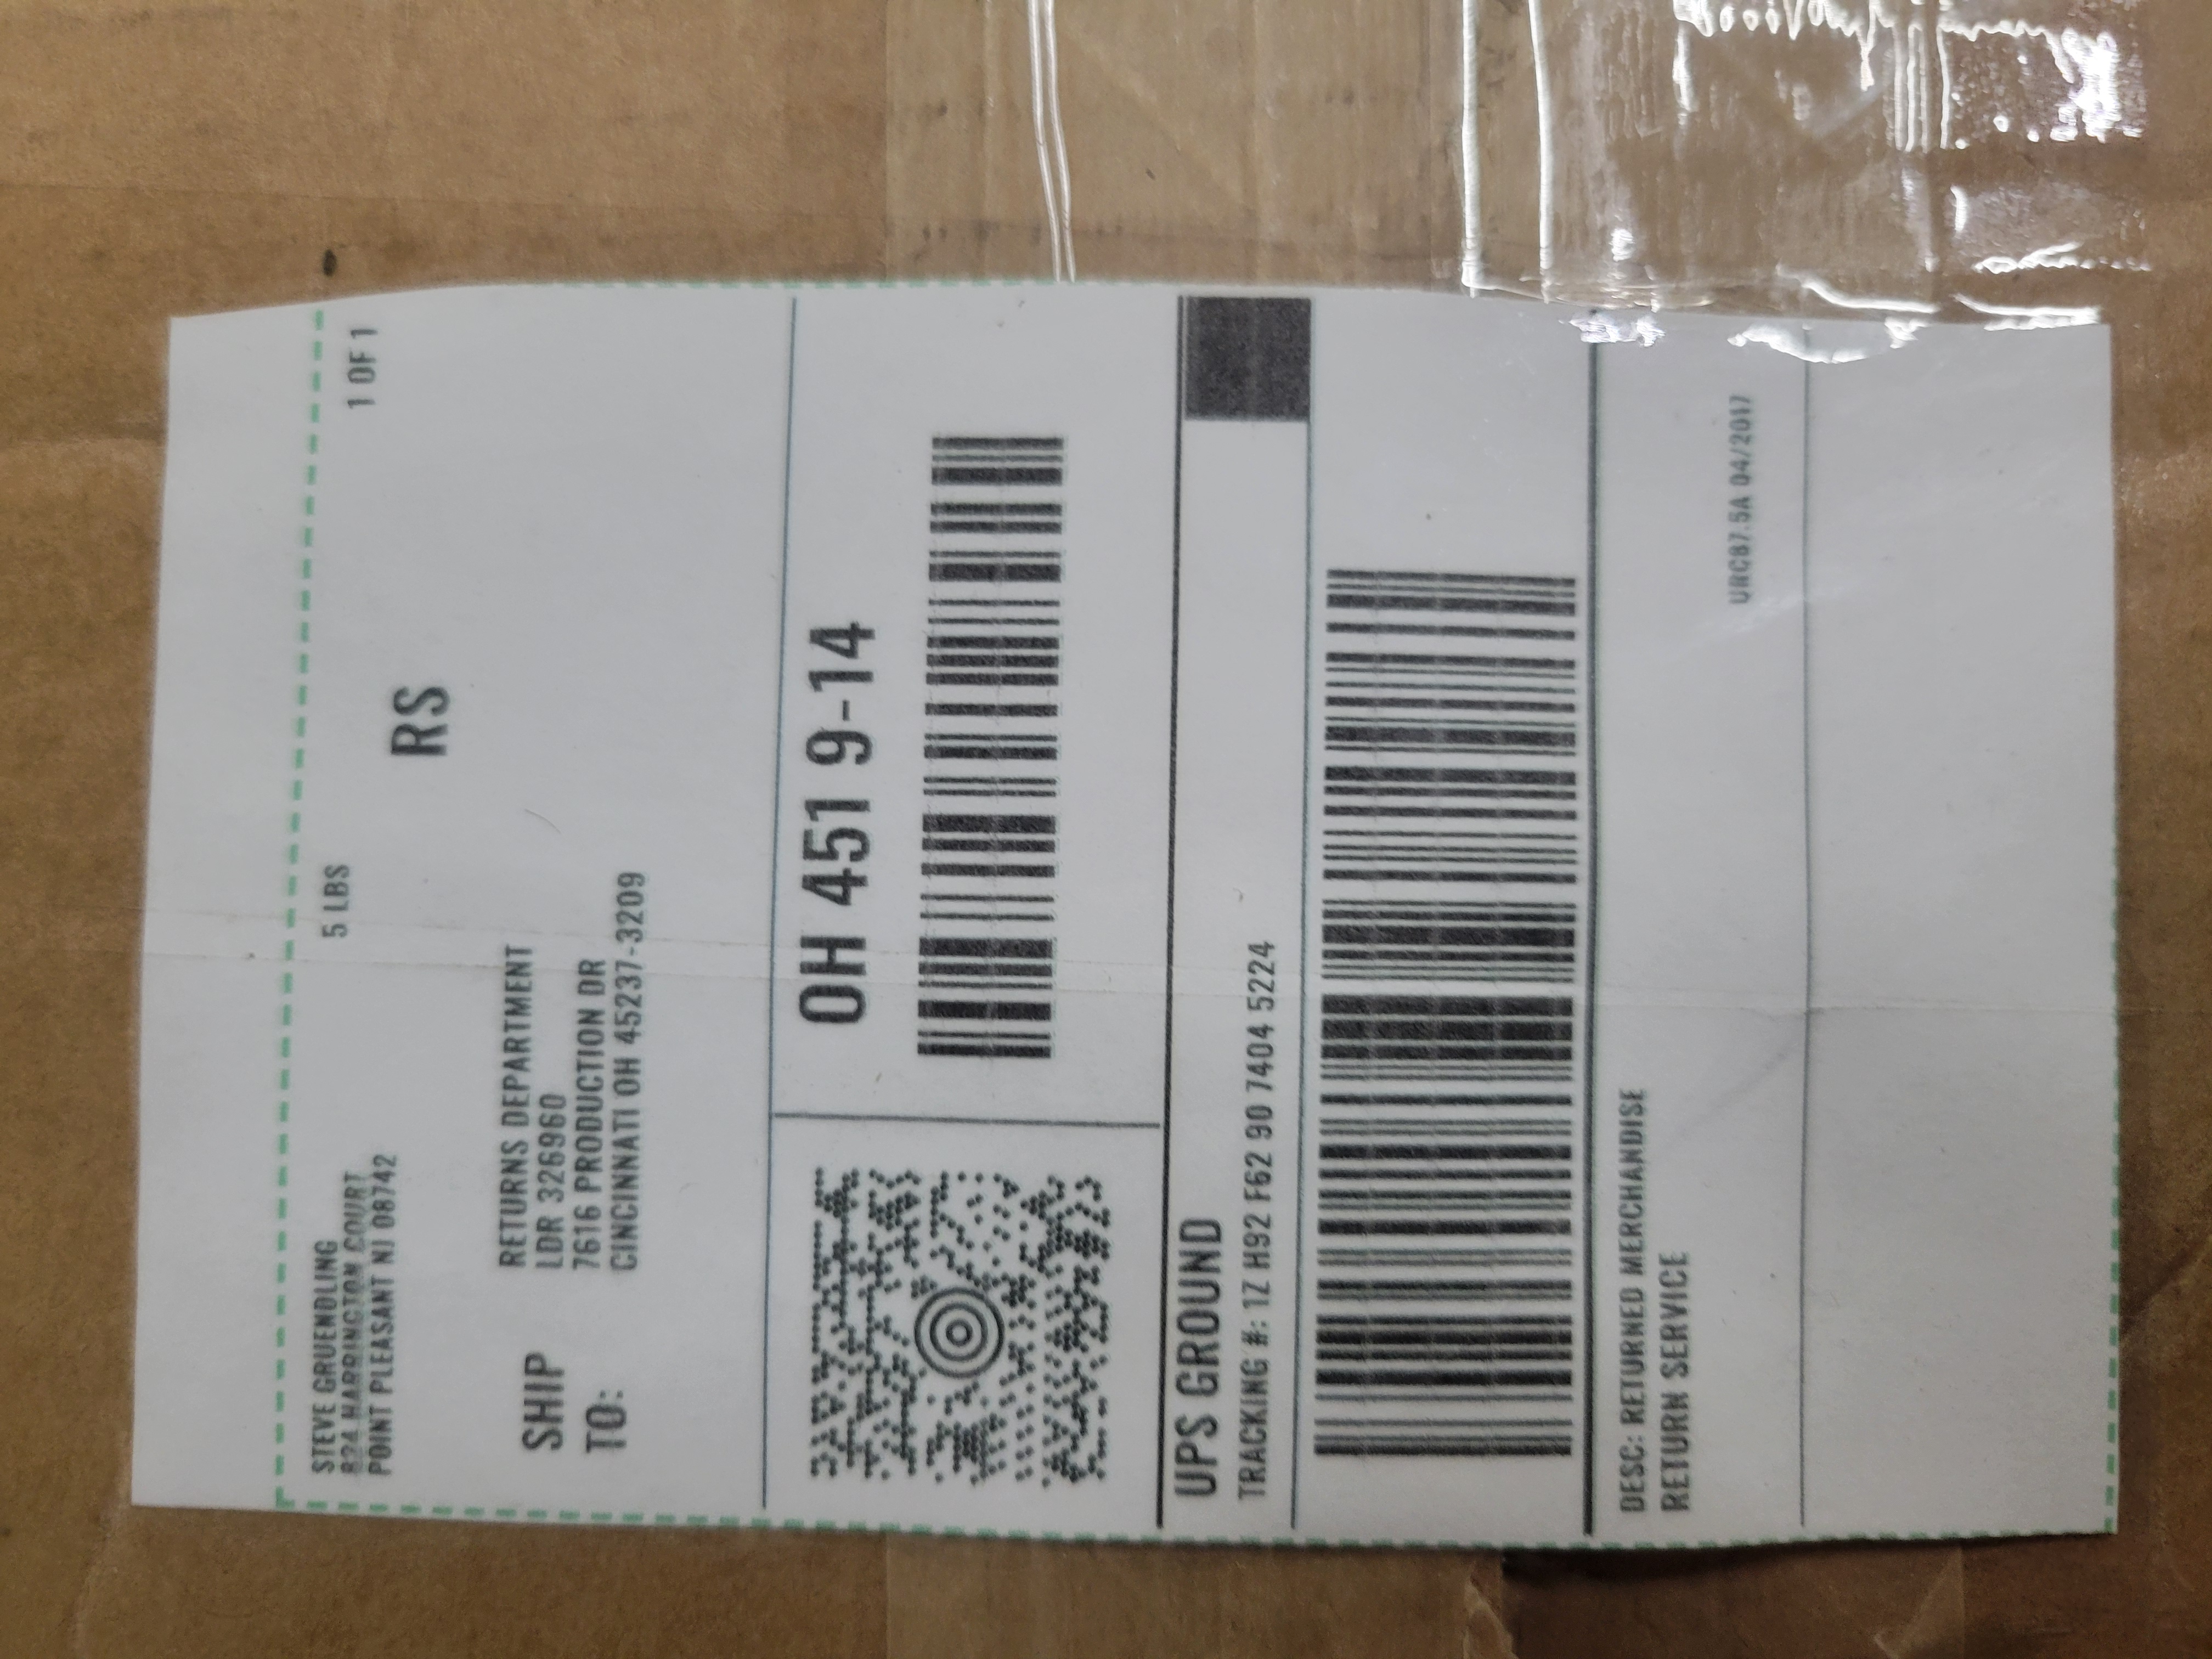 STEVE GRUENDLING
824 HARRINGTON COURT
POINT PLEASANT NJ 08742
5 LBS
1 OF 1
RS
SHIP
TO:
RETURNS DEPARTMENT
LDR 326960
7616 PRODUCTION DR
CINCINNATI OH 45237-3209
OH 451 9-14
UPS GROUND
TRACKING #: 1Z H92 F62 90 7404 5224
DESC: RETURNED MERCHANDISE
RETURN SERVICE
URC87.5A 04/2017